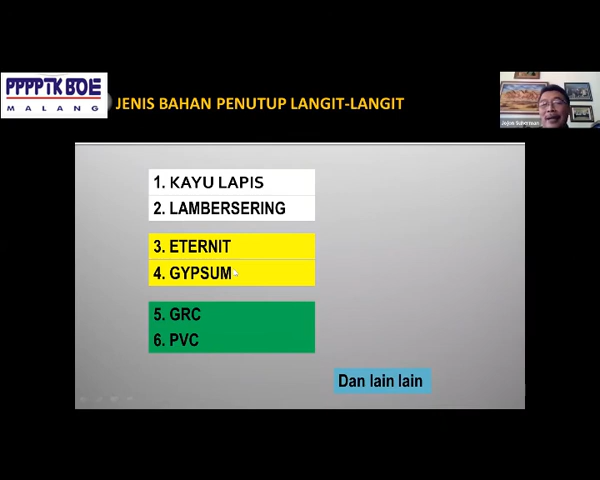 PPPPTK BOE
MALANG
JENIS BAHAN PENUTUP LANGIT-LANGIT
1. KAYU LAPIS
2. LAMBERSERING
3. ETERNIT
4. GYPSUM
5. GRC
6. PVC
Dan lain lain